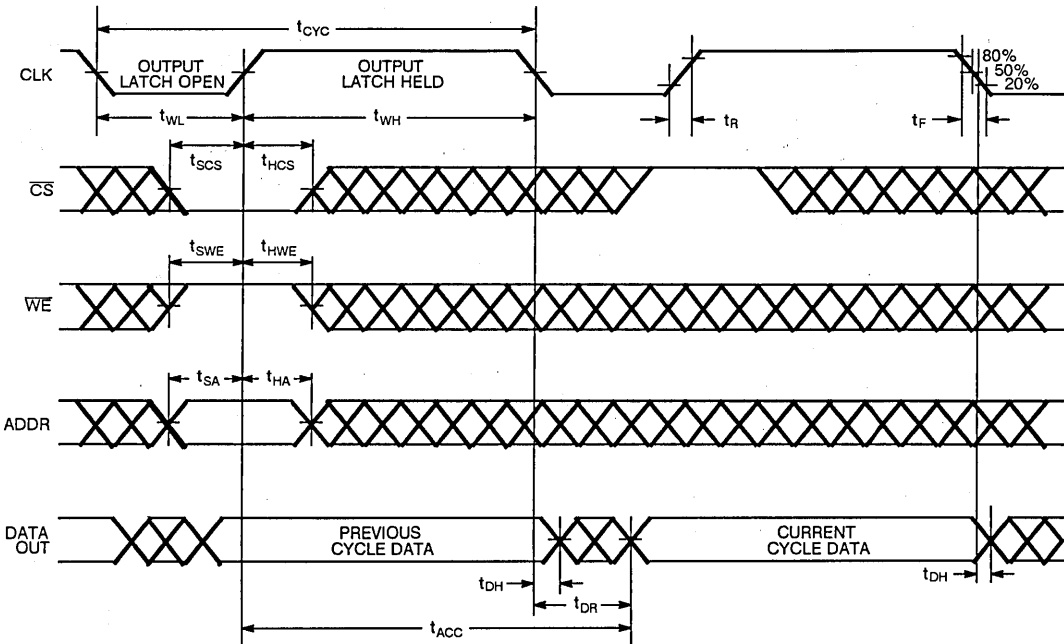 tCYC
CLK
OUTPUT
LATCH OPEN
OUTPUT
LATCH HELD
80%
50%
20%
tWL
tWH
tR
tF
tSCS
tHCS
CS
tSWE
tHWE
WE
tSA
tHA
ADDR
DATA
OUT
PREVIOUS
CYCLE DATA
CURRENT
CYCLE DATA
tDH
tDH
tDR
tACC